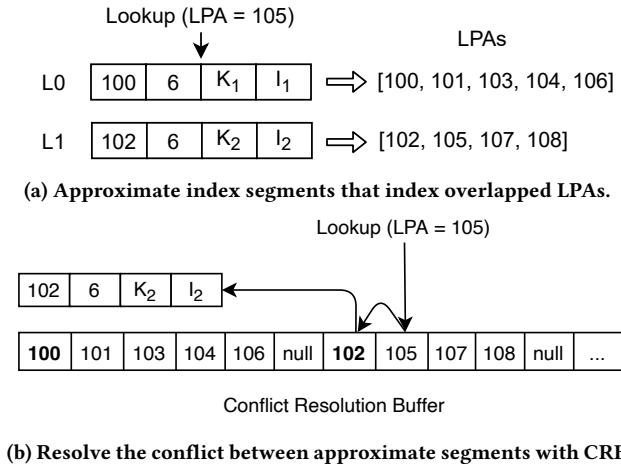 Lookup (LPA = 105)
LPAs
L0 100 6 K₁ I₁ [100, 101, 103, 104, 106]
L1 102 6 K₂ I₂ [102, 105, 107, 108]
(a) Approximate index segments that index overlapped LPAs.
Lookup (LPA = 105)
102 6 K₂ I₂
100 101 103 104 106 null 102 105 107 108 null ...
Conflict Resolution Buffer
(b) Resolve the conflict between approximate segments with CRB